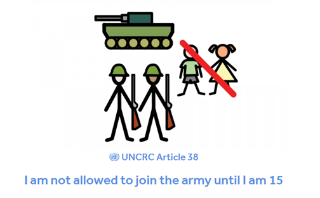 UNCRC Article 38
I am not allowed to join the army until I am 15